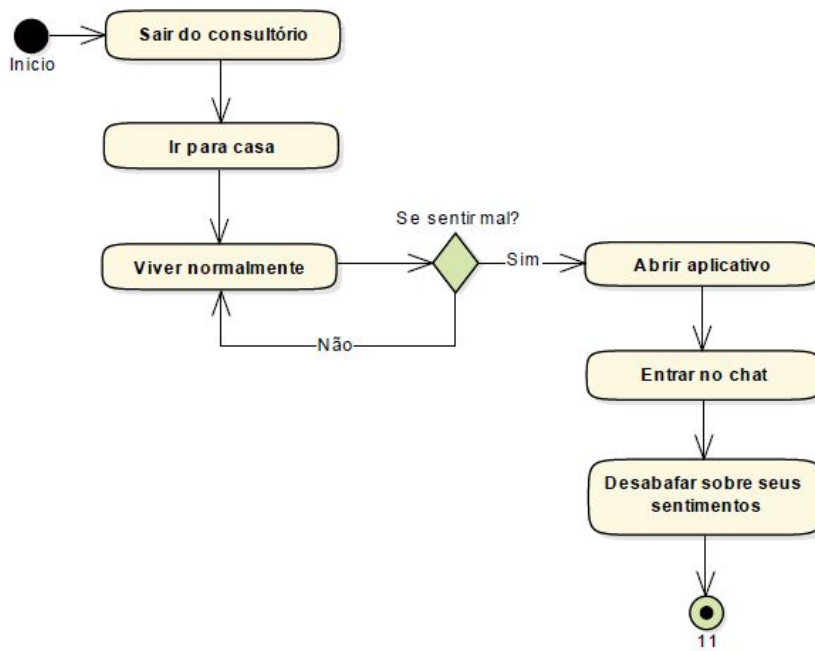 Sair do consultório
Inicio
Ir para casa
Se sentir mal?
Viver normalmente
Sim
Abrir aplicativo
Não
Entrar no chat
Desabafar sobre seus
sentimentos
11